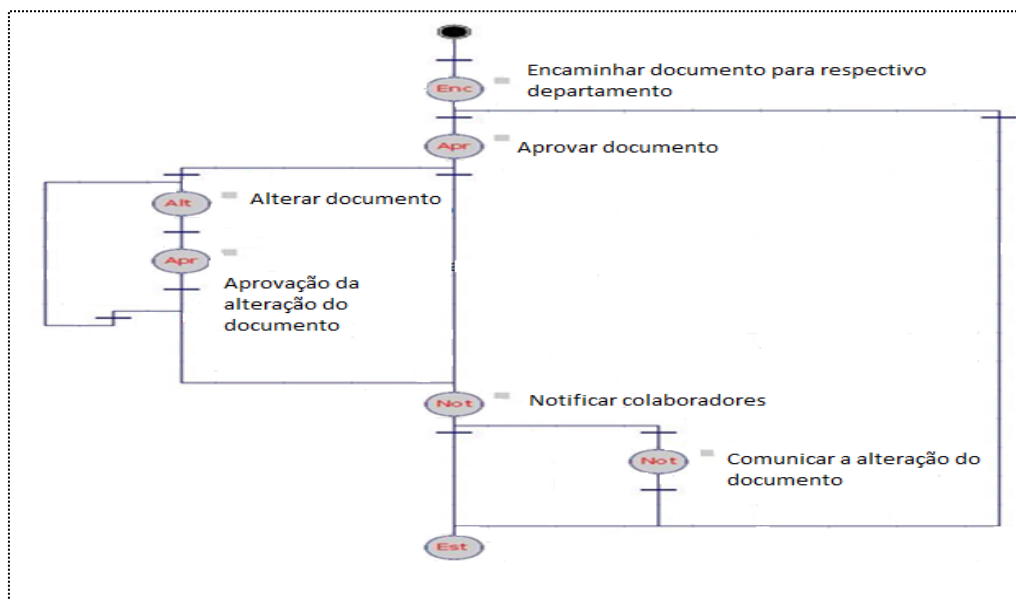 Enc
Encaminhar documento para respectivo
departamento
Apr
Aprovar documento
Alt
Alterar documento
Apr
Aprovação da
alteração do
documento
Not
Notificar colaboradores
Not
Comunicar a alteração do
documento
Est